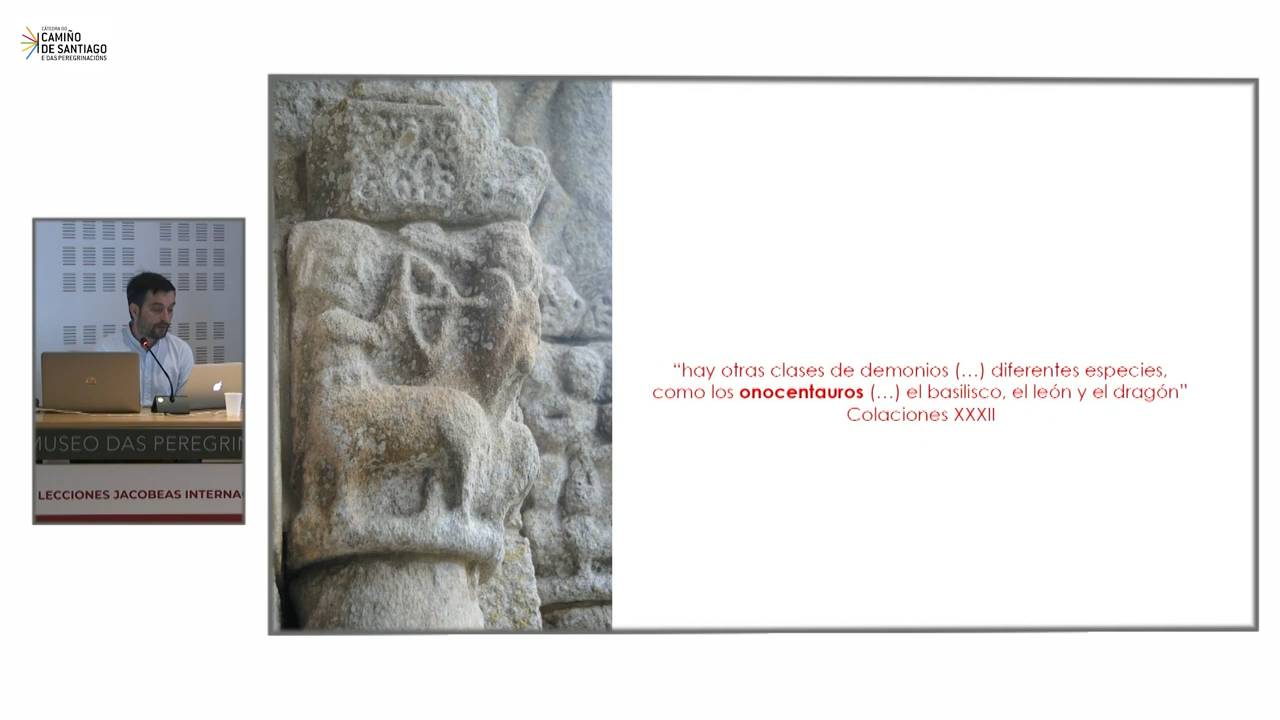 CÁTEDRA DO
CAMIÑO
DE SANTIAGO
E DAS PEREGRINACIÓNS
“hay otras clases de demonios (...) diferentes especies,
como los onocentauros (...) el basilisco, el león y el dragón”
Colaciones XXXII
MUSEO DAS PEREGRIN
LECCIONES JACOBEAS INTERNA